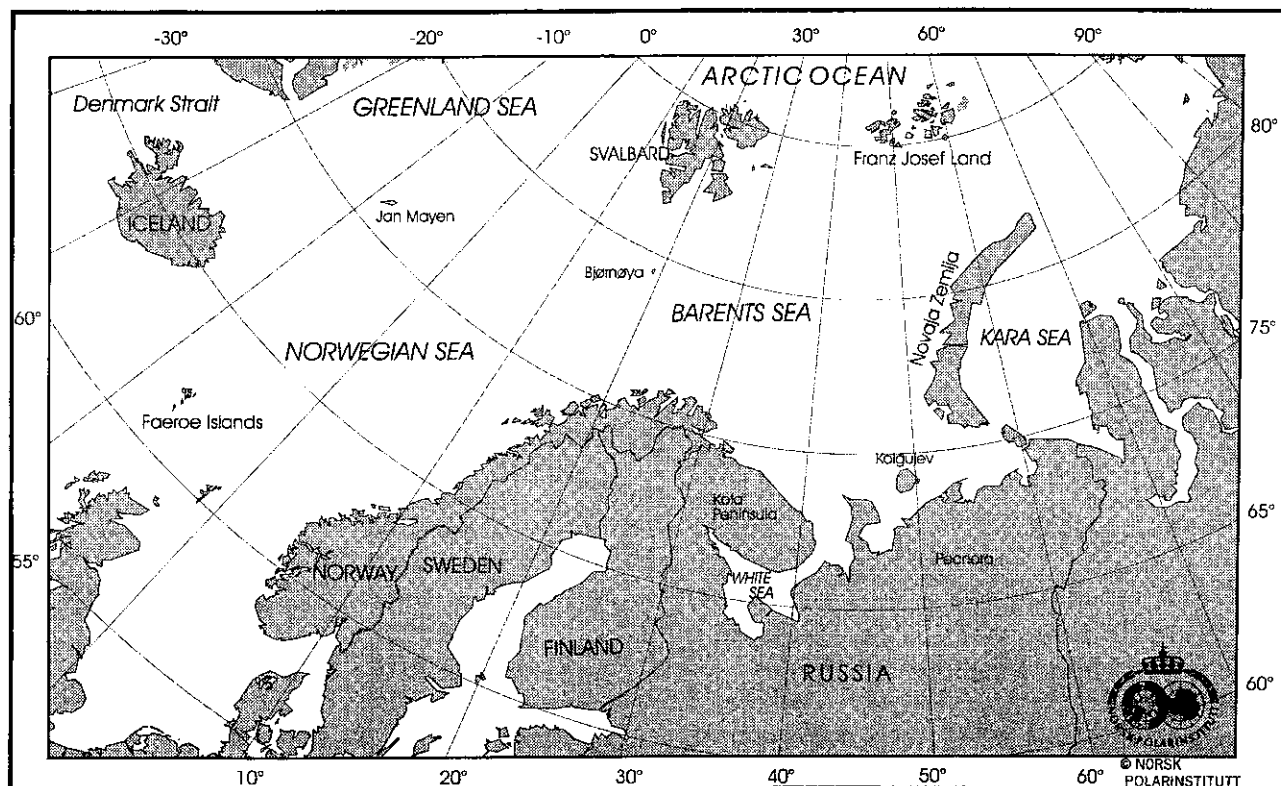 -30° -20° -10° 0° 30° 60° 90°
ARCTIC OCEAN
Denmark Strait
GREENLAND SEA
80°
SVALBARD
Franz Josef Land
ICELAND
Jan Mayen
Bjørnøya
BARENTS SEA
Novaja Zemlja
KARA SEA
60°
75°
NORWEGIAN SEA
Faeroe Islands
Kolgujev
Kola
Peninsula
65°
55°
NORWAY
SWEDEN
WHITE
SEA
Pechora
FINLAND
RUSSIA
60°
NORSK POLARINSTITUTT
10° 20° 30° 40° 50° 60°
© NORSK
POLARINSTITUTT